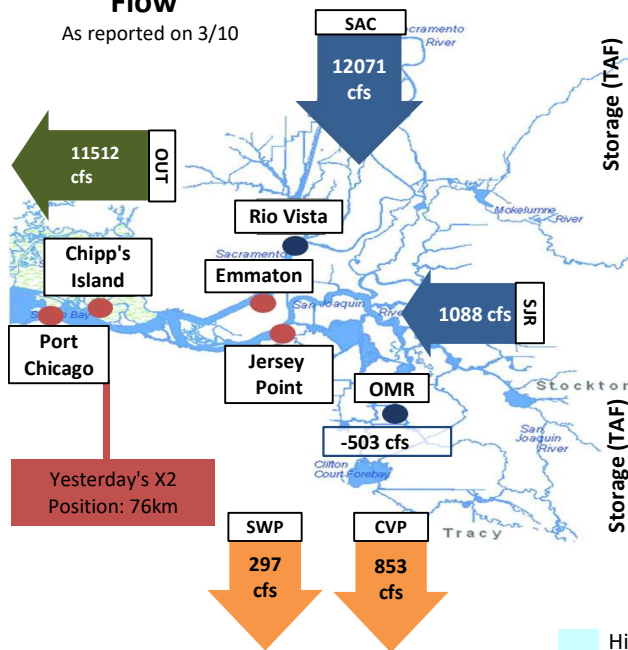 Flow
As reported on 3/10
SAC
Sacramento
River
12071
cfs
Storage (TAF)
11512
cfs
OUT
Mokelumne
River
Rio Vista
Chipp's
Island
Sacramento
Emmaton
San Joaquin
River
1088 cfs
SJR
Port
Chicago
Jersey
Point
OMR
Stockton
-503 cfs
San
Joaquin
River
Clifton
Court Forebay
Storage (TAF)
Yesterday's X2
Position: 76km
SWP
CVP
Tracy
297
cfs
853
cfs
Hi